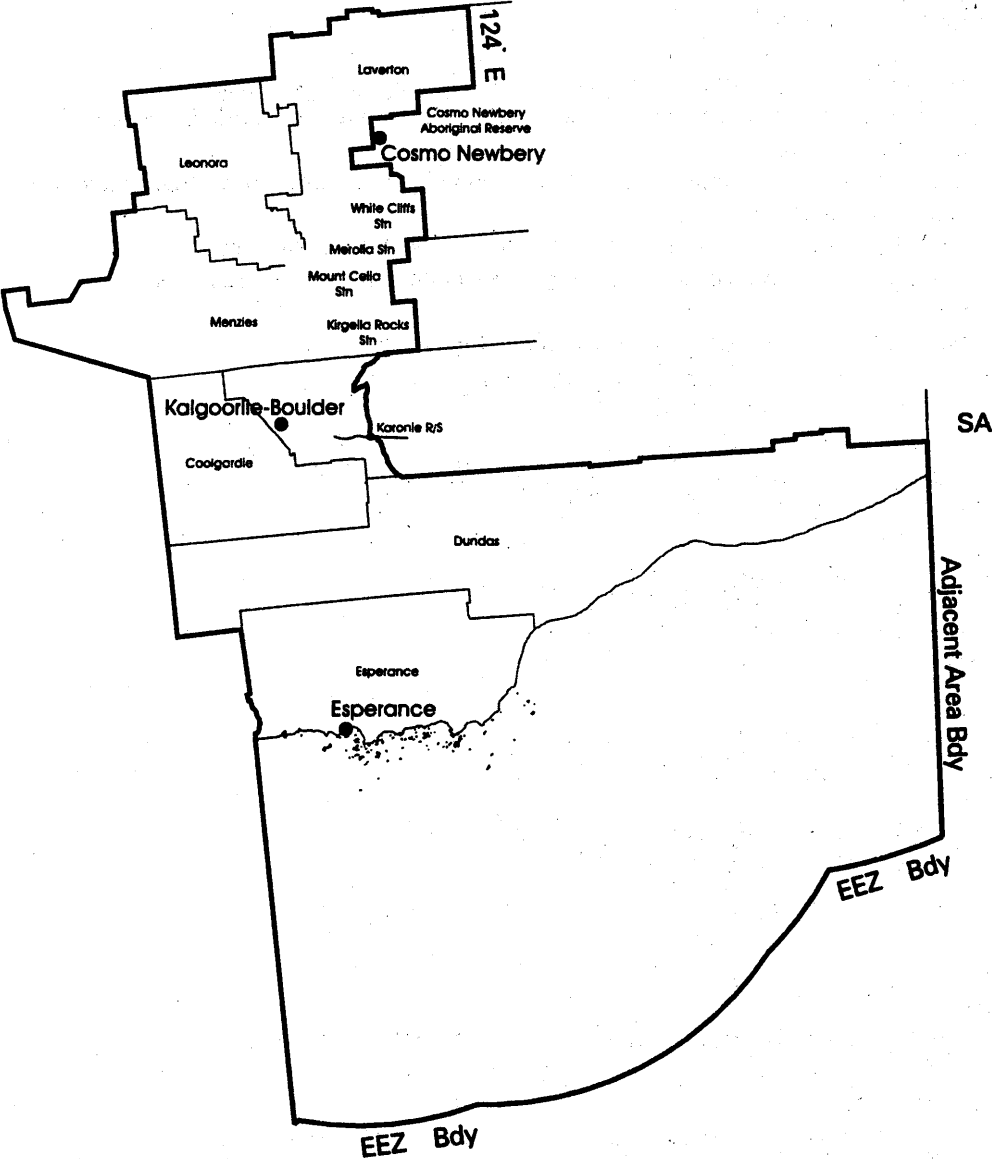 124° E
Laverton
Cosmo Newbery
Aboriginal Reserve
Cosmo Newbery
Leonora
White Cliffs
Stn
Merolia Stn
Mount Celia
Stn
Menzies
Kirgella Rocks
Stn
Kalgoorlie-Boulder
Karonie R/S
SA
Coolgardie
Dundas
Adjacent Area Bdy
Esperance
Esperance
EEZ Bdy
EEZ Bdy